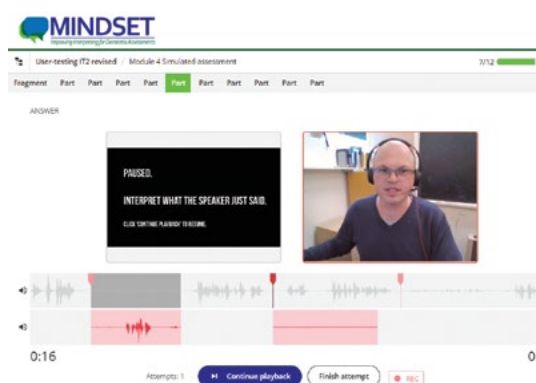 MINDSET
Improving Interpreting for Dementia Assessments
User-testing IT2 revised / Module 4 Simulated assessment 7/12
Fragment Part Part Part Part Part Part Part Part Part Part
ANSWER
PAUSED.
INTERPRET WHAT THE SPEAKER JUST SAID.
CLICK 'CONTINUE PLAYBACK' TO RESUME.
0:16 0:
Attempts: 1 Continue playback Finish attempt REC